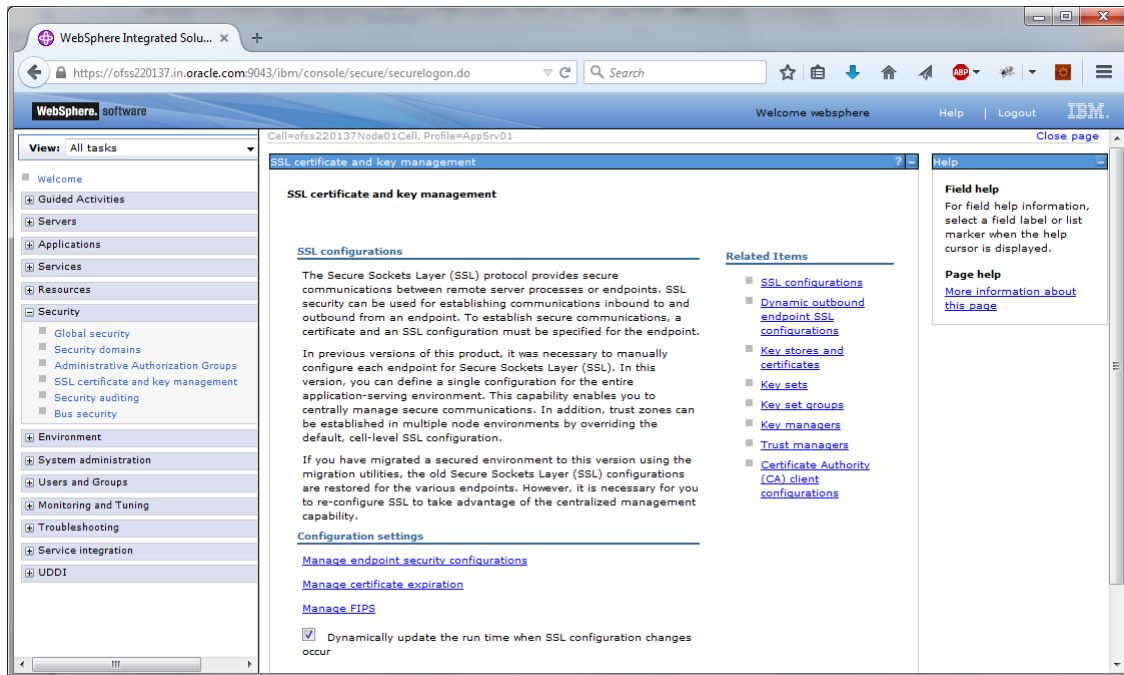 WebSphere Integrated Solu...
https://ofss220137.in.oracle.com:9043/ibm/console/secure/securelogon.do
Search
ABP
WebSphere. software
Welcome websphere
Help | Logout
IBM.
View: All tasks
Welcome
Guided Activities
Servers
Applications
Services
Resources
Security
Global security
Security domains
Administrative Authorization Groups
SSL certificate and key management
Security auditing
Bus security
Environment
System administration
Users and Groups
Monitoring and Tuning
Troubleshooting
Service integration
UDDI
Cell=ofss220137Node01Cell, Profile=AppSrv01
Close page
SSL certificate and key management
SSL certificate and key management
SSL configurations
The Secure Sockets Layer (SSL) protocol provides secure
communications between remote server processes or endpoints. SSL
security can be used for establishing communications inbound to and
outbound from an endpoint. To establish secure communications, a
certificate and an SSL configuration must be specified for the endpoint.
In previous versions of this product, it was necessary to manually
configure each endpoint for Secure Sockets Layer (SSL). In this
version, you can define a single configuration for the entire
application-serving environment. This capability enables you to
centrally manage secure communications. In addition, trust zones can
be established in multiple node environments by overriding the
default, cell-level SSL configuration.
If you have migrated a secured environment to this version using the
migration utilities, the old Secure Sockets Layer (SSL) configurations
are restored for the various endpoints. However, it is necessary for you
to re-configure SSL to take advantage of the centralized management
capability.
Configuration settings
Manage endpoint security configurations
Manage certificate expiration
Manage FIPS
Dynamically update the run time when SSL configuration changes
occur
Related Items
SSL configurations
Dynamic outbound
endpoint SSL
configurations
Key stores and
certificates
Key sets
Key set groups
Key managers
Trust managers
Certificate Authority
(CA) client
configurations
Help
Field help
For field help information,
select a field label or list
marker when the help
cursor is displayed.
Page help
More information about
this page